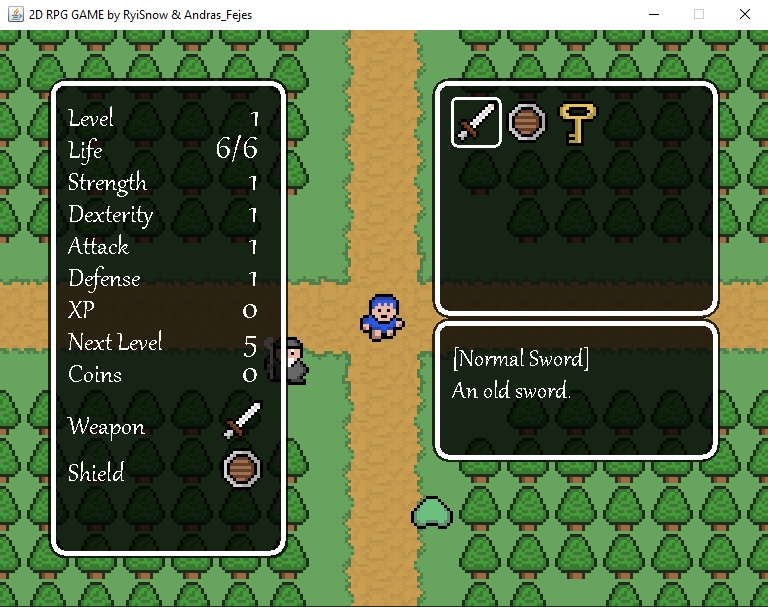 2D RPG GAME by RyiSnow & Andras_Fejes
Level 1
Life 6/6
Strength 1
Dexterity 1
Attack 1
Defense 1
XP 0
Next Level 5
Coins 0
Weapon
Shield
[Normal Sword]
An old sword.